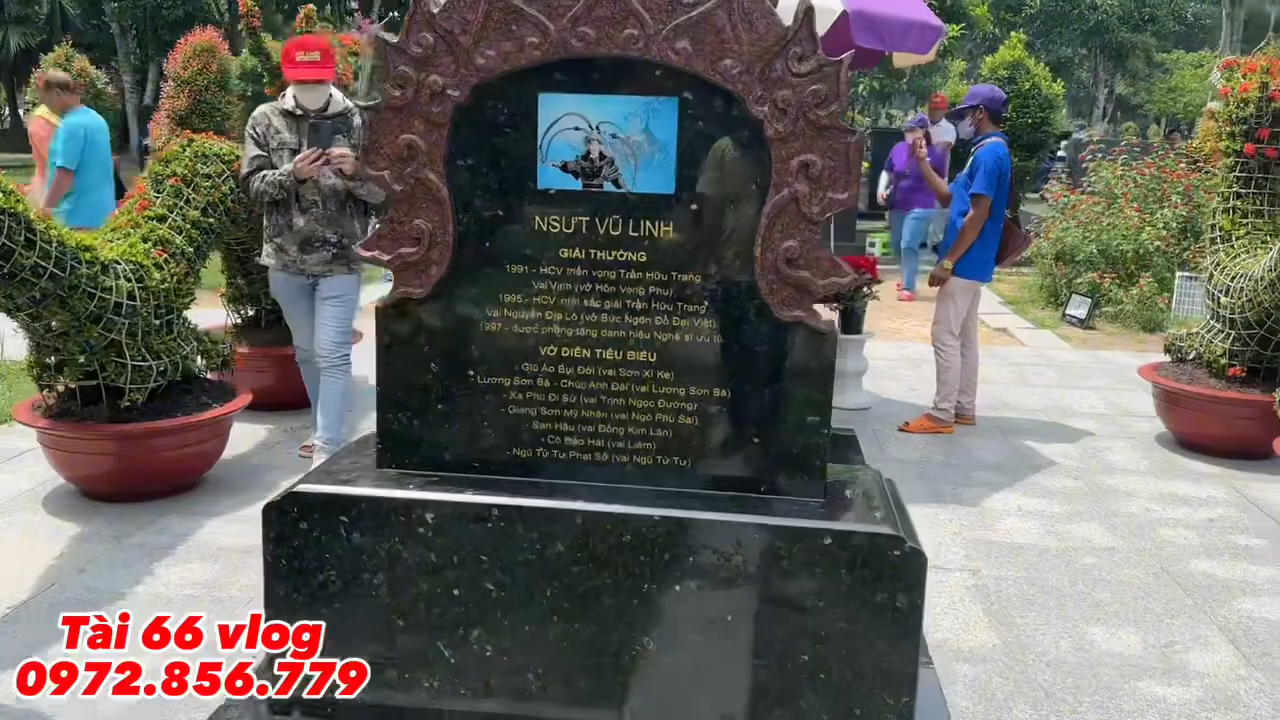 NSƯT VŨ LINH
GIẢI THƯỞNG
1991 - HCV triển vọng Trần Hữu Trang
Vai Vịnh (vở Hòn Vọng Phu)
1995 - HCV xuất sắc giải Trần Hữu Trang
Vai Nguyễn Địa Lô (vở Bức Ngôn Đồ Đại Việt)
1997 - được phong tặng danh hiệu Nghệ sĩ ưu tú
VỞ DIỄN TIÊU BIỂU
- Giũ Áo Bụi Đời (vai Sơn Xỉ Ke)
- Lương Sơn Bá - Chúc Anh Đài (vai Lương Sơn Bá)
- Xa Phu Đi Sứ (vai Trịnh Ngọc Đường)
- Giang Sơn Mỹ Nhân (vai Ngô Phù Sai)
- San Hậu (vai Đổng Kim Lân)
- Cô Đào Hát (vai Liêm)
- Ngũ Tử Tư Phạt Sở (vai Ngũ Tử Tư)
Tài 66 vlog
0972.856.779